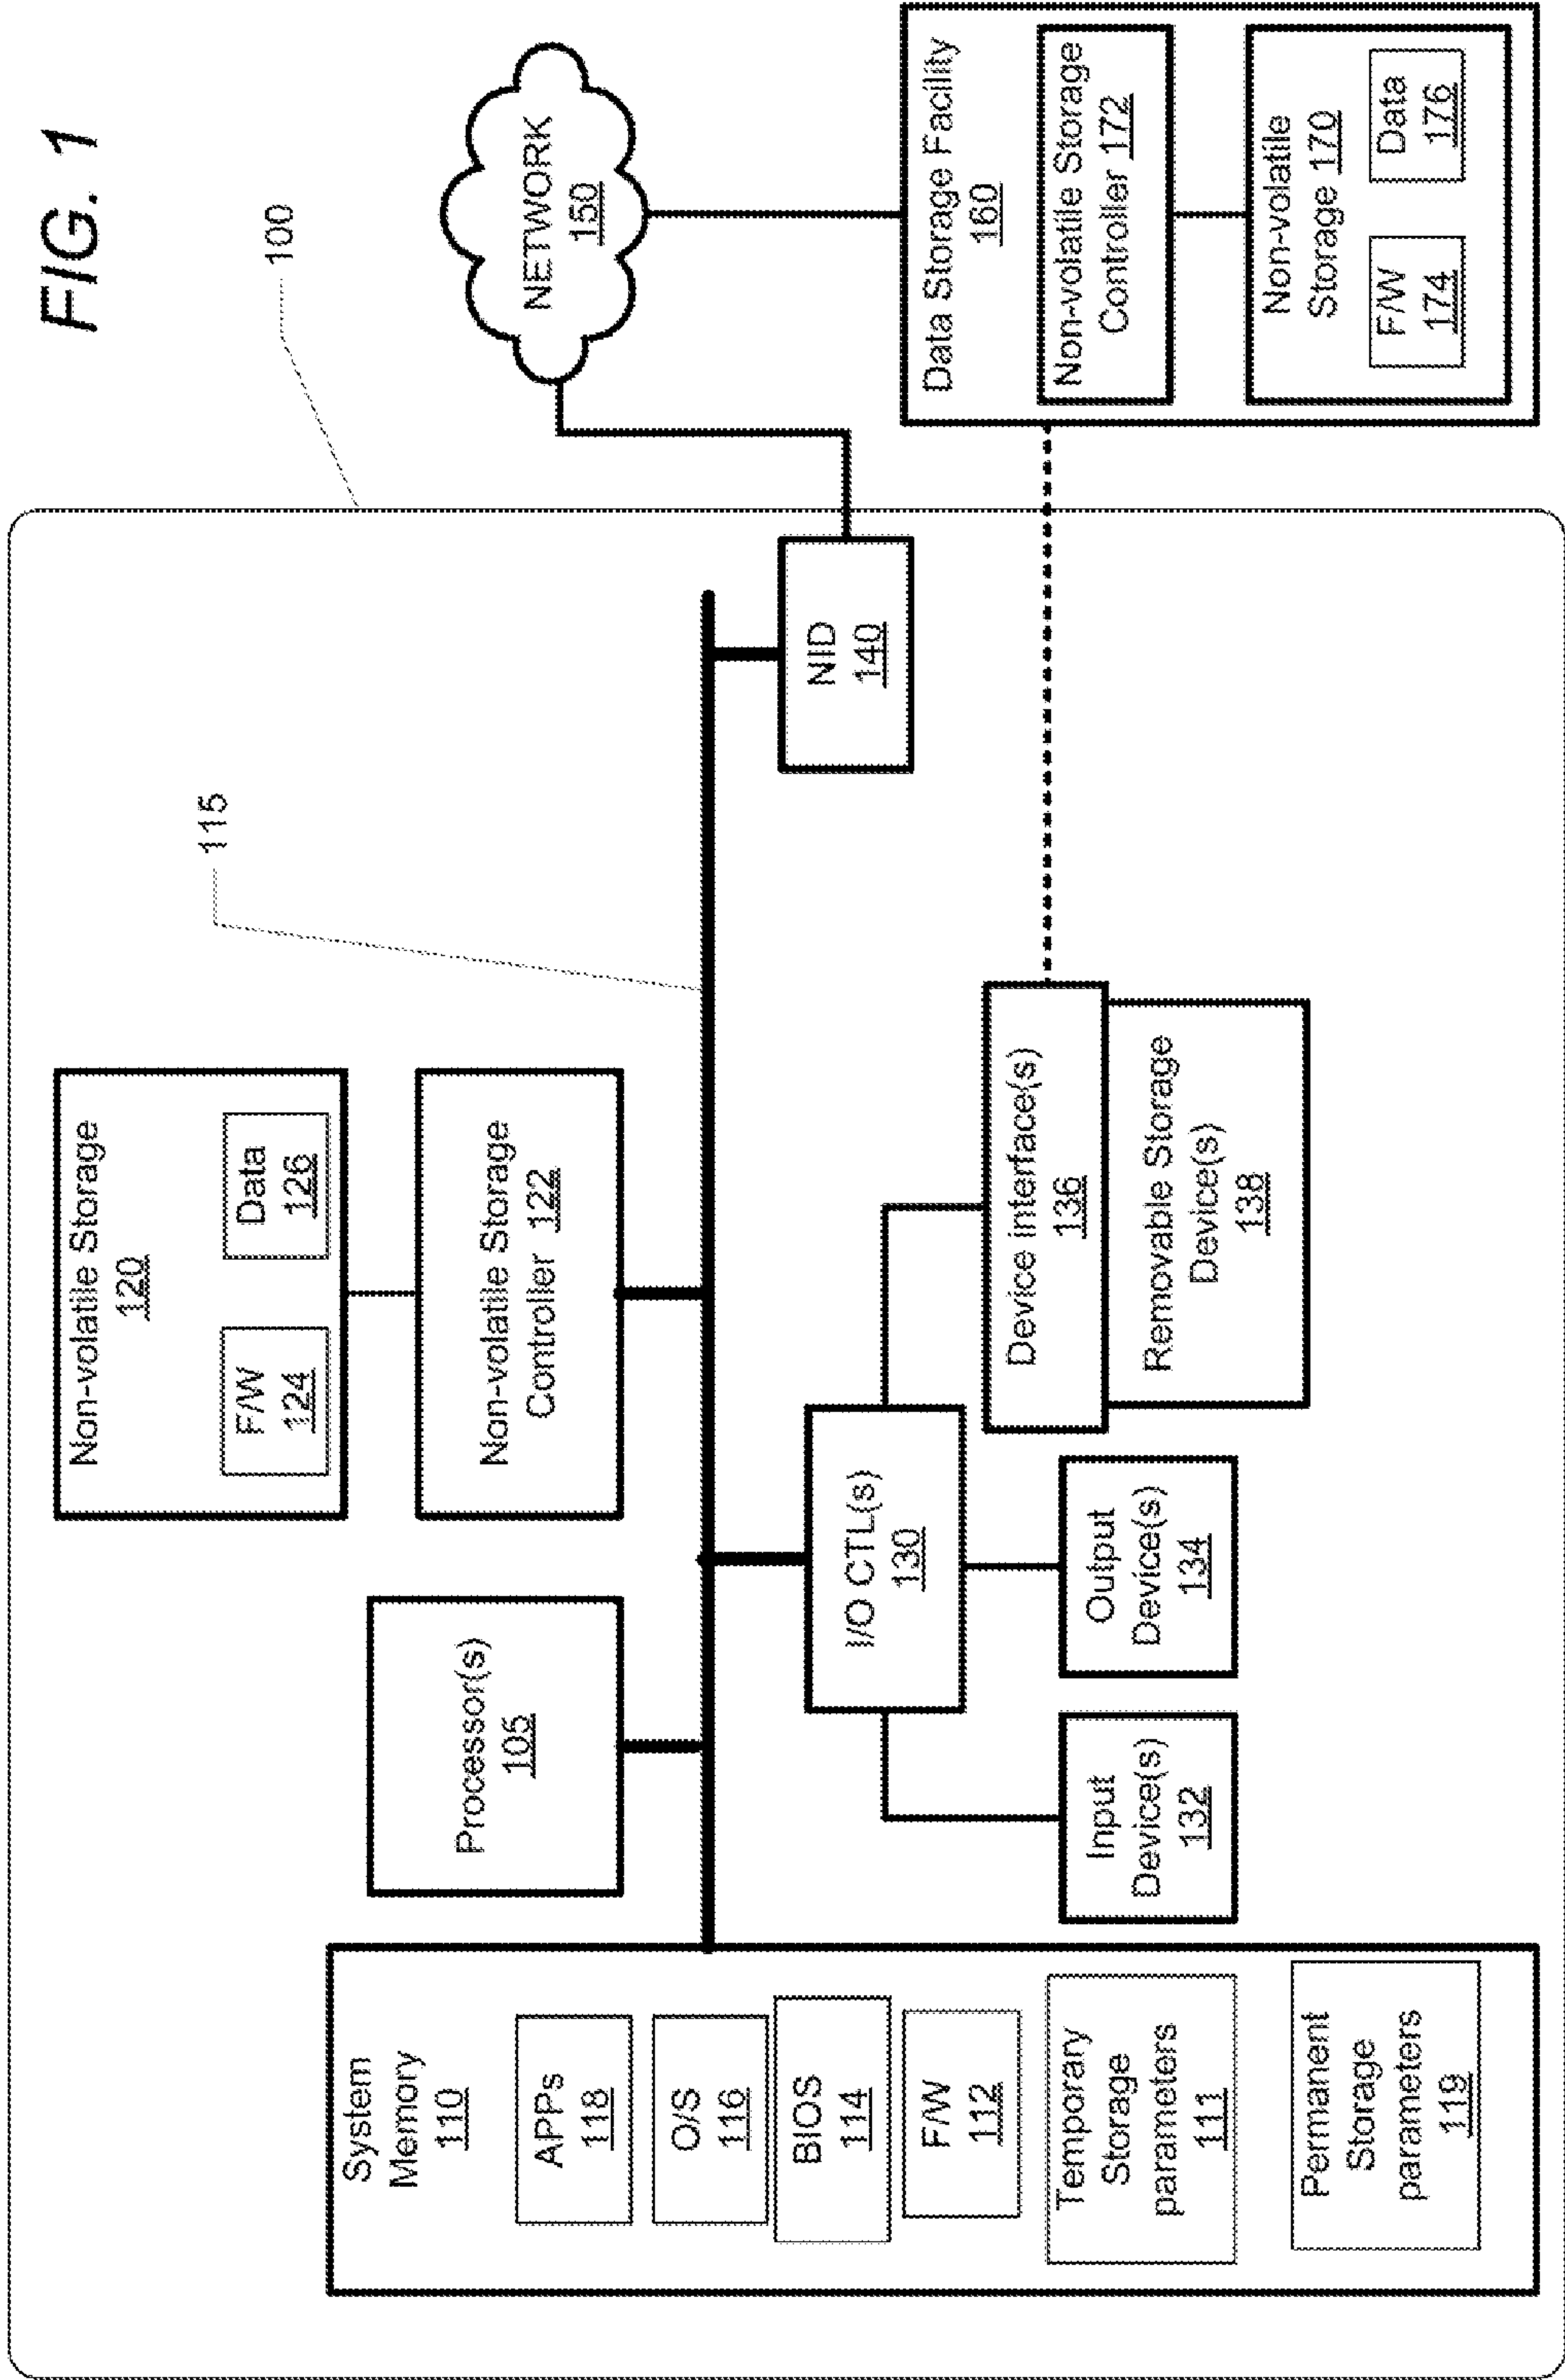 FIG. 1
100
System
Memory
110
APPs
118
O/S
116
BIOS
114
F/W
112
Temporary
Storage
parameters
111
Permanent
Storage
parameters
119
Processor(s)
105
Non-volatile Storage
120
F/W
124
Data
126
Non-volatile Storage
Controller 122
115
I/O CTL(s)
130
Input
Device(s)
132
Output
Device(s)
134
Device interface(s)
136
Removable Storage
Device(s)
138
NID
140
NETWORK
150
Data Storage Facility
160
Non-volatile Storage
Controller 172
Non-volatile
Storage 170
F/W
174
Data
176